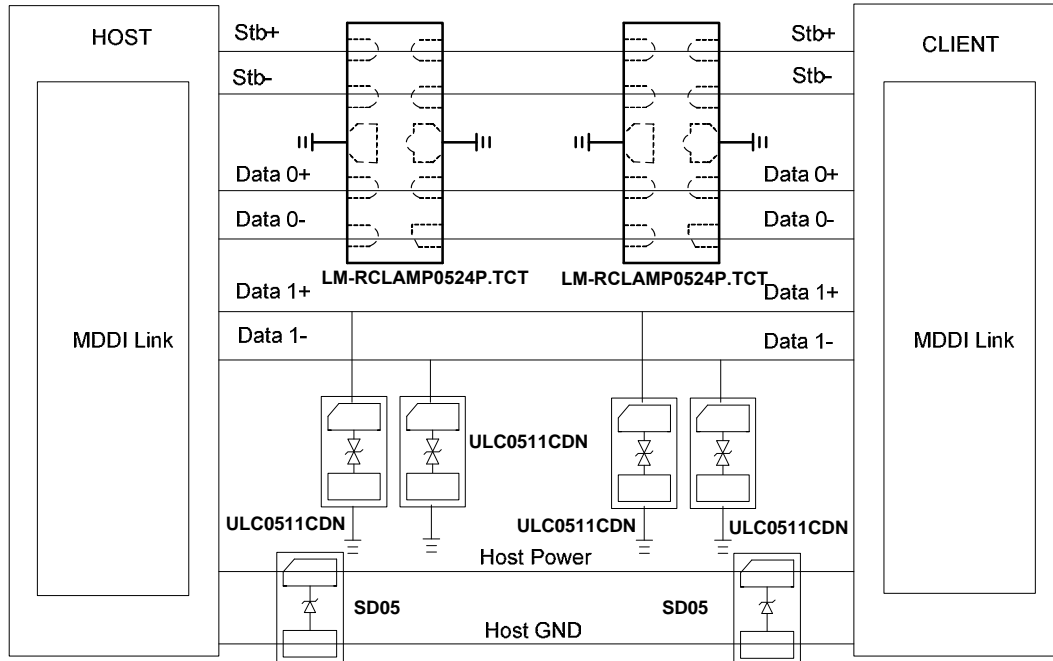 HOST
CLIENT
Stb+
Stb+
Stb-
Stb-
Data 0+
Data 0+
Data 0-
Data 0-
LM-RCLAMP0524P.TCT
LM-RCLAMP0524P.TCT
Data 1+
Data 1+
MDDI Link
Data 1-
Data 1-
MDDI Link
ULC0511CDN
ULC0511CDN
ULC0511CDN
ULC0511CDN
Host Power
SD05
SD05
Host GND